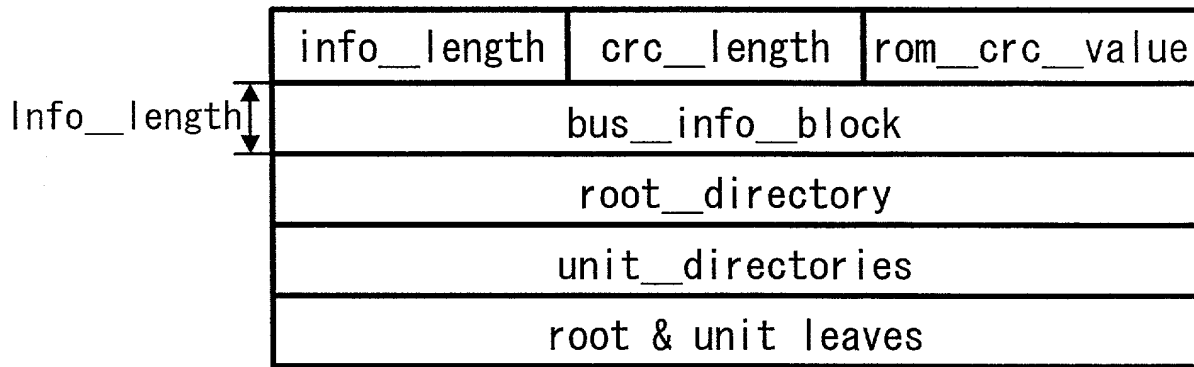 info__length crc__length rom__crc__value
Info__length bus__info__block
root__directory
unit__directories
root & unit leaves